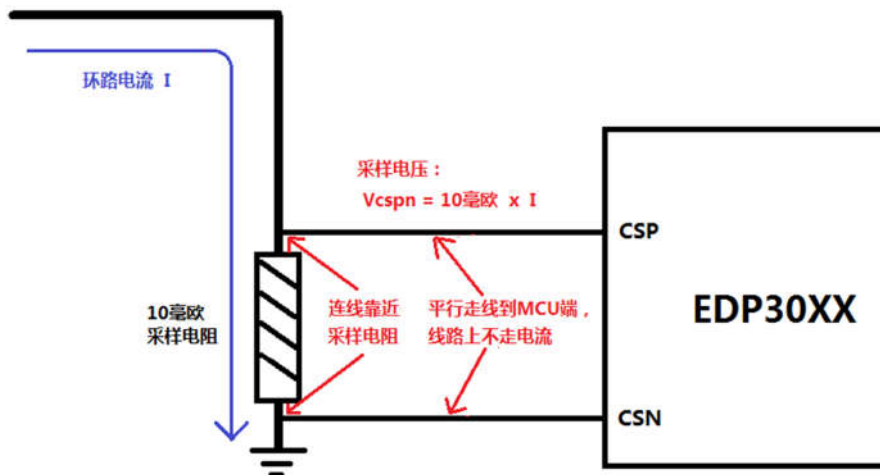 环路电流 I
采样电压：
Vcspn = 10毫欧 x I
CSP
10毫欧
采样电阻
连线靠近
采样电阻
平行走线到MCU端，
线路上不走电流
EDP30XX
CSN